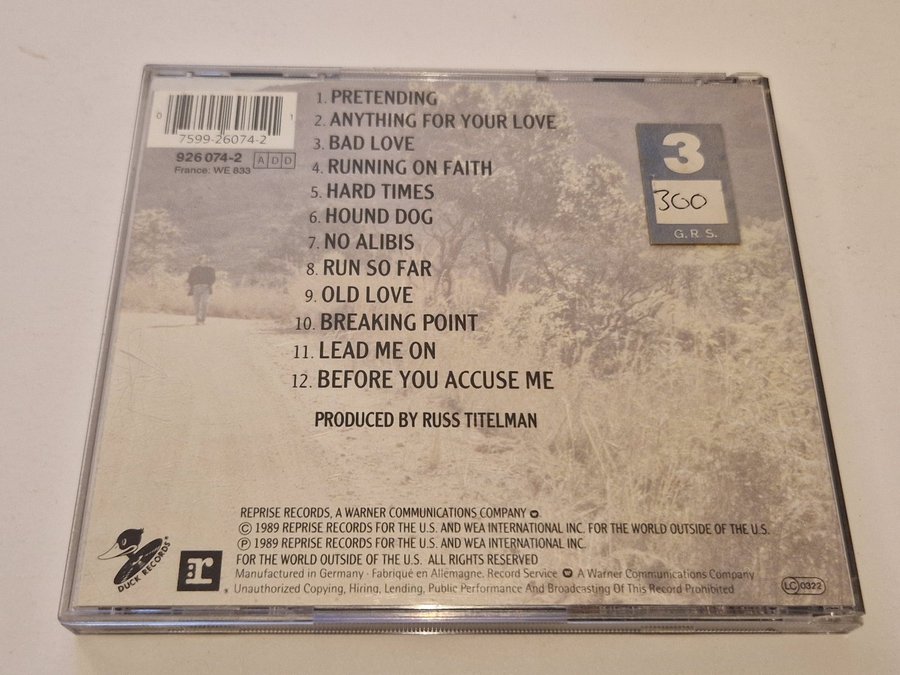 0 7599-26074-2 1
926 074-2 ADD
France: WE 833
1. PRETENDING
2. ANYTHING FOR YOUR LOVE
3. BAD LOVE
4. RUNNING ON FAITH
5. HARD TIMES
6. HOUND DOG
7. NO ALIBIS
8. RUN SO FAR
9. OLD LOVE
10. BREAKING POINT
11. LEAD ME ON
12. BEFORE YOU ACCUSE ME
PRODUCED BY RUSS TITELMAN
3
300
G.R.S.
REPRISE RECORDS, A WARNER COMMUNICATIONS COMPANY
© 1989 REPRISE RECORDS FOR THE U.S. AND WEA INTERNATIONAL INC. FOR THE WORLD OUTSIDE OF THE U.S.
℗ 1989 REPRISE RECORDS FOR THE U.S. AND WEA INTERNATIONAL INC.
FOR THE WORLD OUTSIDE OF THE U.S. ALL RIGHTS RESERVED
Manufactured in Germany · Fabriqué en Allemagne. Record Service A Warner Communications Company
Unauthorized Copying, Hiring, Lending, Public Performance And Broadcasting Of This Record Prohibited
DUCK RECORDS
r
LC 0322